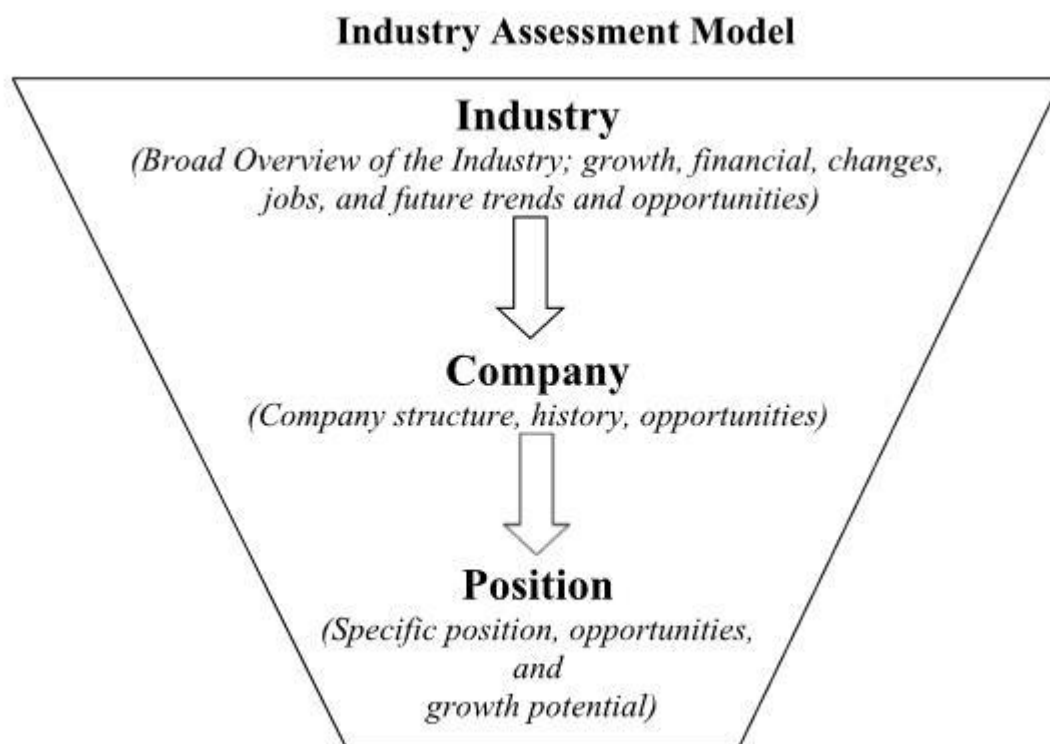 Industry Assessment Model
Industry
(Broad Overview of the Industry; growth, financial, changes,
jobs, and future trends and opportunities)
Company
(Company structure, history, opportunities)
Position
(Specific position, opportunities,
and
growth potential)